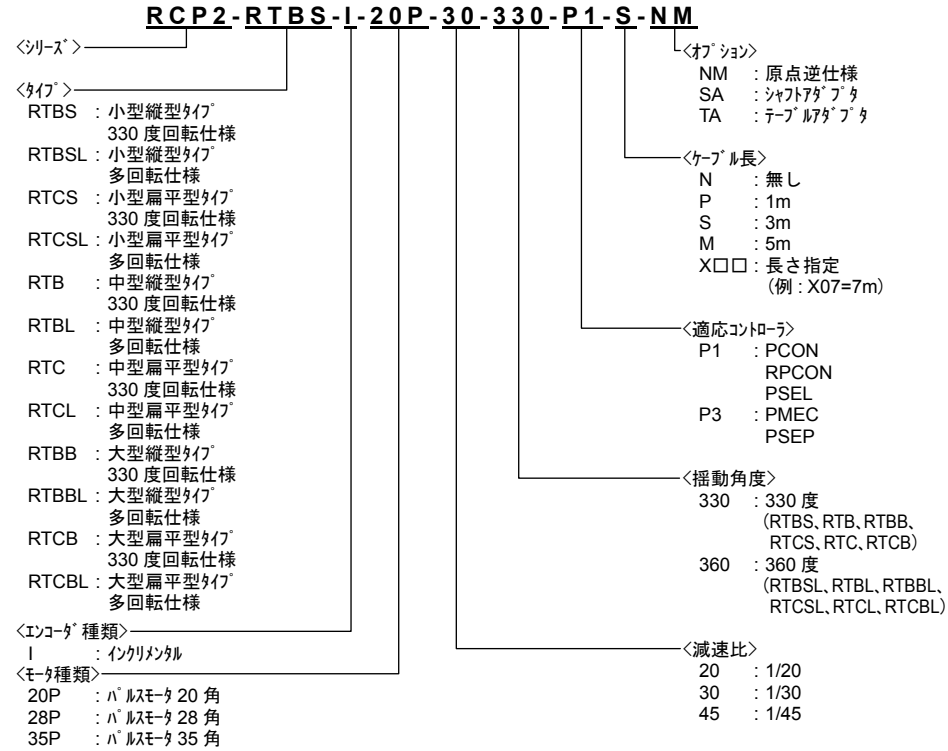 RCP2-RTBS-I-20P-30-330-P1-S-NM
〈ｼﾘｰｽﾞ〉
〈ﾀｲﾌﾟ〉
RTBS : 小型縦型ﾀｲﾌﾟ
330 度回転仕様
RTBSL : 小型縦型ﾀｲﾌﾟ
多回転仕様
RTCS : 小型扁平型ﾀｲﾌﾟ
330 度回転仕様
RTCSL : 小型扁平型ﾀｲﾌﾟ
多回転仕様
RTB : 中型縦型ﾀｲﾌﾟ
330 度回転仕様
RTBL : 中型縦型ﾀｲﾌﾟ
多回転仕様
RTC : 中型扁平型ﾀｲﾌﾟ
330 度回転仕様
RTCL : 中型扁平型ﾀｲﾌﾟ
多回転仕様
RTBB : 大型縦型ﾀｲﾌﾟ
330 度回転仕様
RTBBL : 大型縦型ﾀｲﾌﾟ
多回転仕様
RTCB : 大型扁平型ﾀｲﾌﾟ
330 度回転仕様
RTCBL : 大型扁平型ﾀｲﾌﾟ
多回転仕様
〈ｴﾝｺｰﾀﾞ種類〉
I : ｲﾝｸﾘﾒﾝﾀﾙ
〈ﾓｰﾀ種類〉
20P : ﾊﾟﾙｽﾓｰﾀ 20 角
28P : ﾊﾟﾙｽﾓｰﾀ 28 角
35P : ﾊﾟﾙｽﾓｰﾀ 35 角
〈ｵﾌﾟｼｮﾝ〉
NM : 原点逆仕様
SA : ｼｬﾌﾄｱﾀﾞﾌﾟﾀ
TA : ﾃｰﾌﾞﾙｱﾀﾞﾌﾟﾀ
〈ｹｰﾌﾞﾙ長〉
N : 無し
P : 1m
S : 3m
M : 5m
X□□ : 長さ指定
(例 : X07=7m)
〈適応ｺﾝﾄﾛｰﾗ〉
P1 : PCON
RPCON
PSEL
P3 : PMEC
PSEP
〈揺動角度〉
330 : 330 度
(RTBS、RTB、RTBB、
RTCS、RTC、RTCB)
360 : 360 度
(RTBSL、RTBL、RTBBL、
RTCSL、RTCL、RTCBL)
〈減速比〉
20 : 1/20
30 : 1/30
45 : 1/45